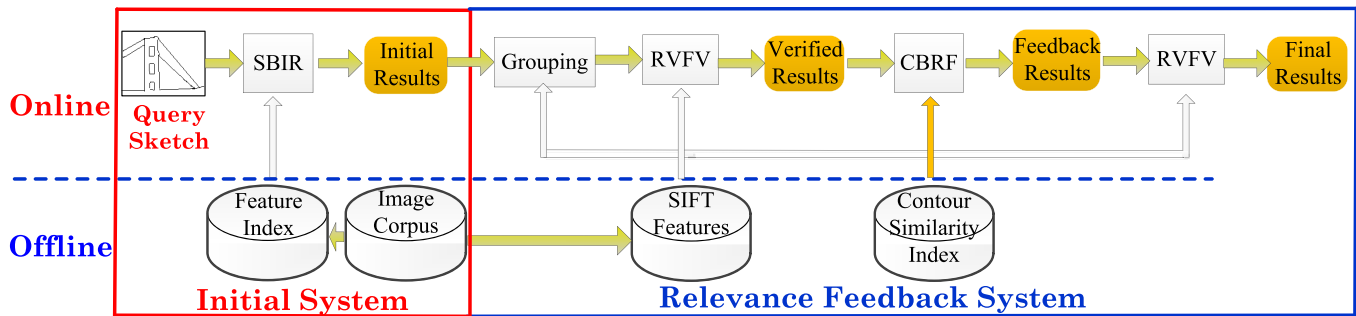 Query
Sketch
SBIR
Initial
Results
Grouping
RVFV
Verified
Results
CBRF
Feedback
Results
RVFV
Final
Results
Online
Offline
Feature
Index
Image
Corpus
SIFT
Features
Contour
Similarity
Index
Initial System
Relevance Feedback System